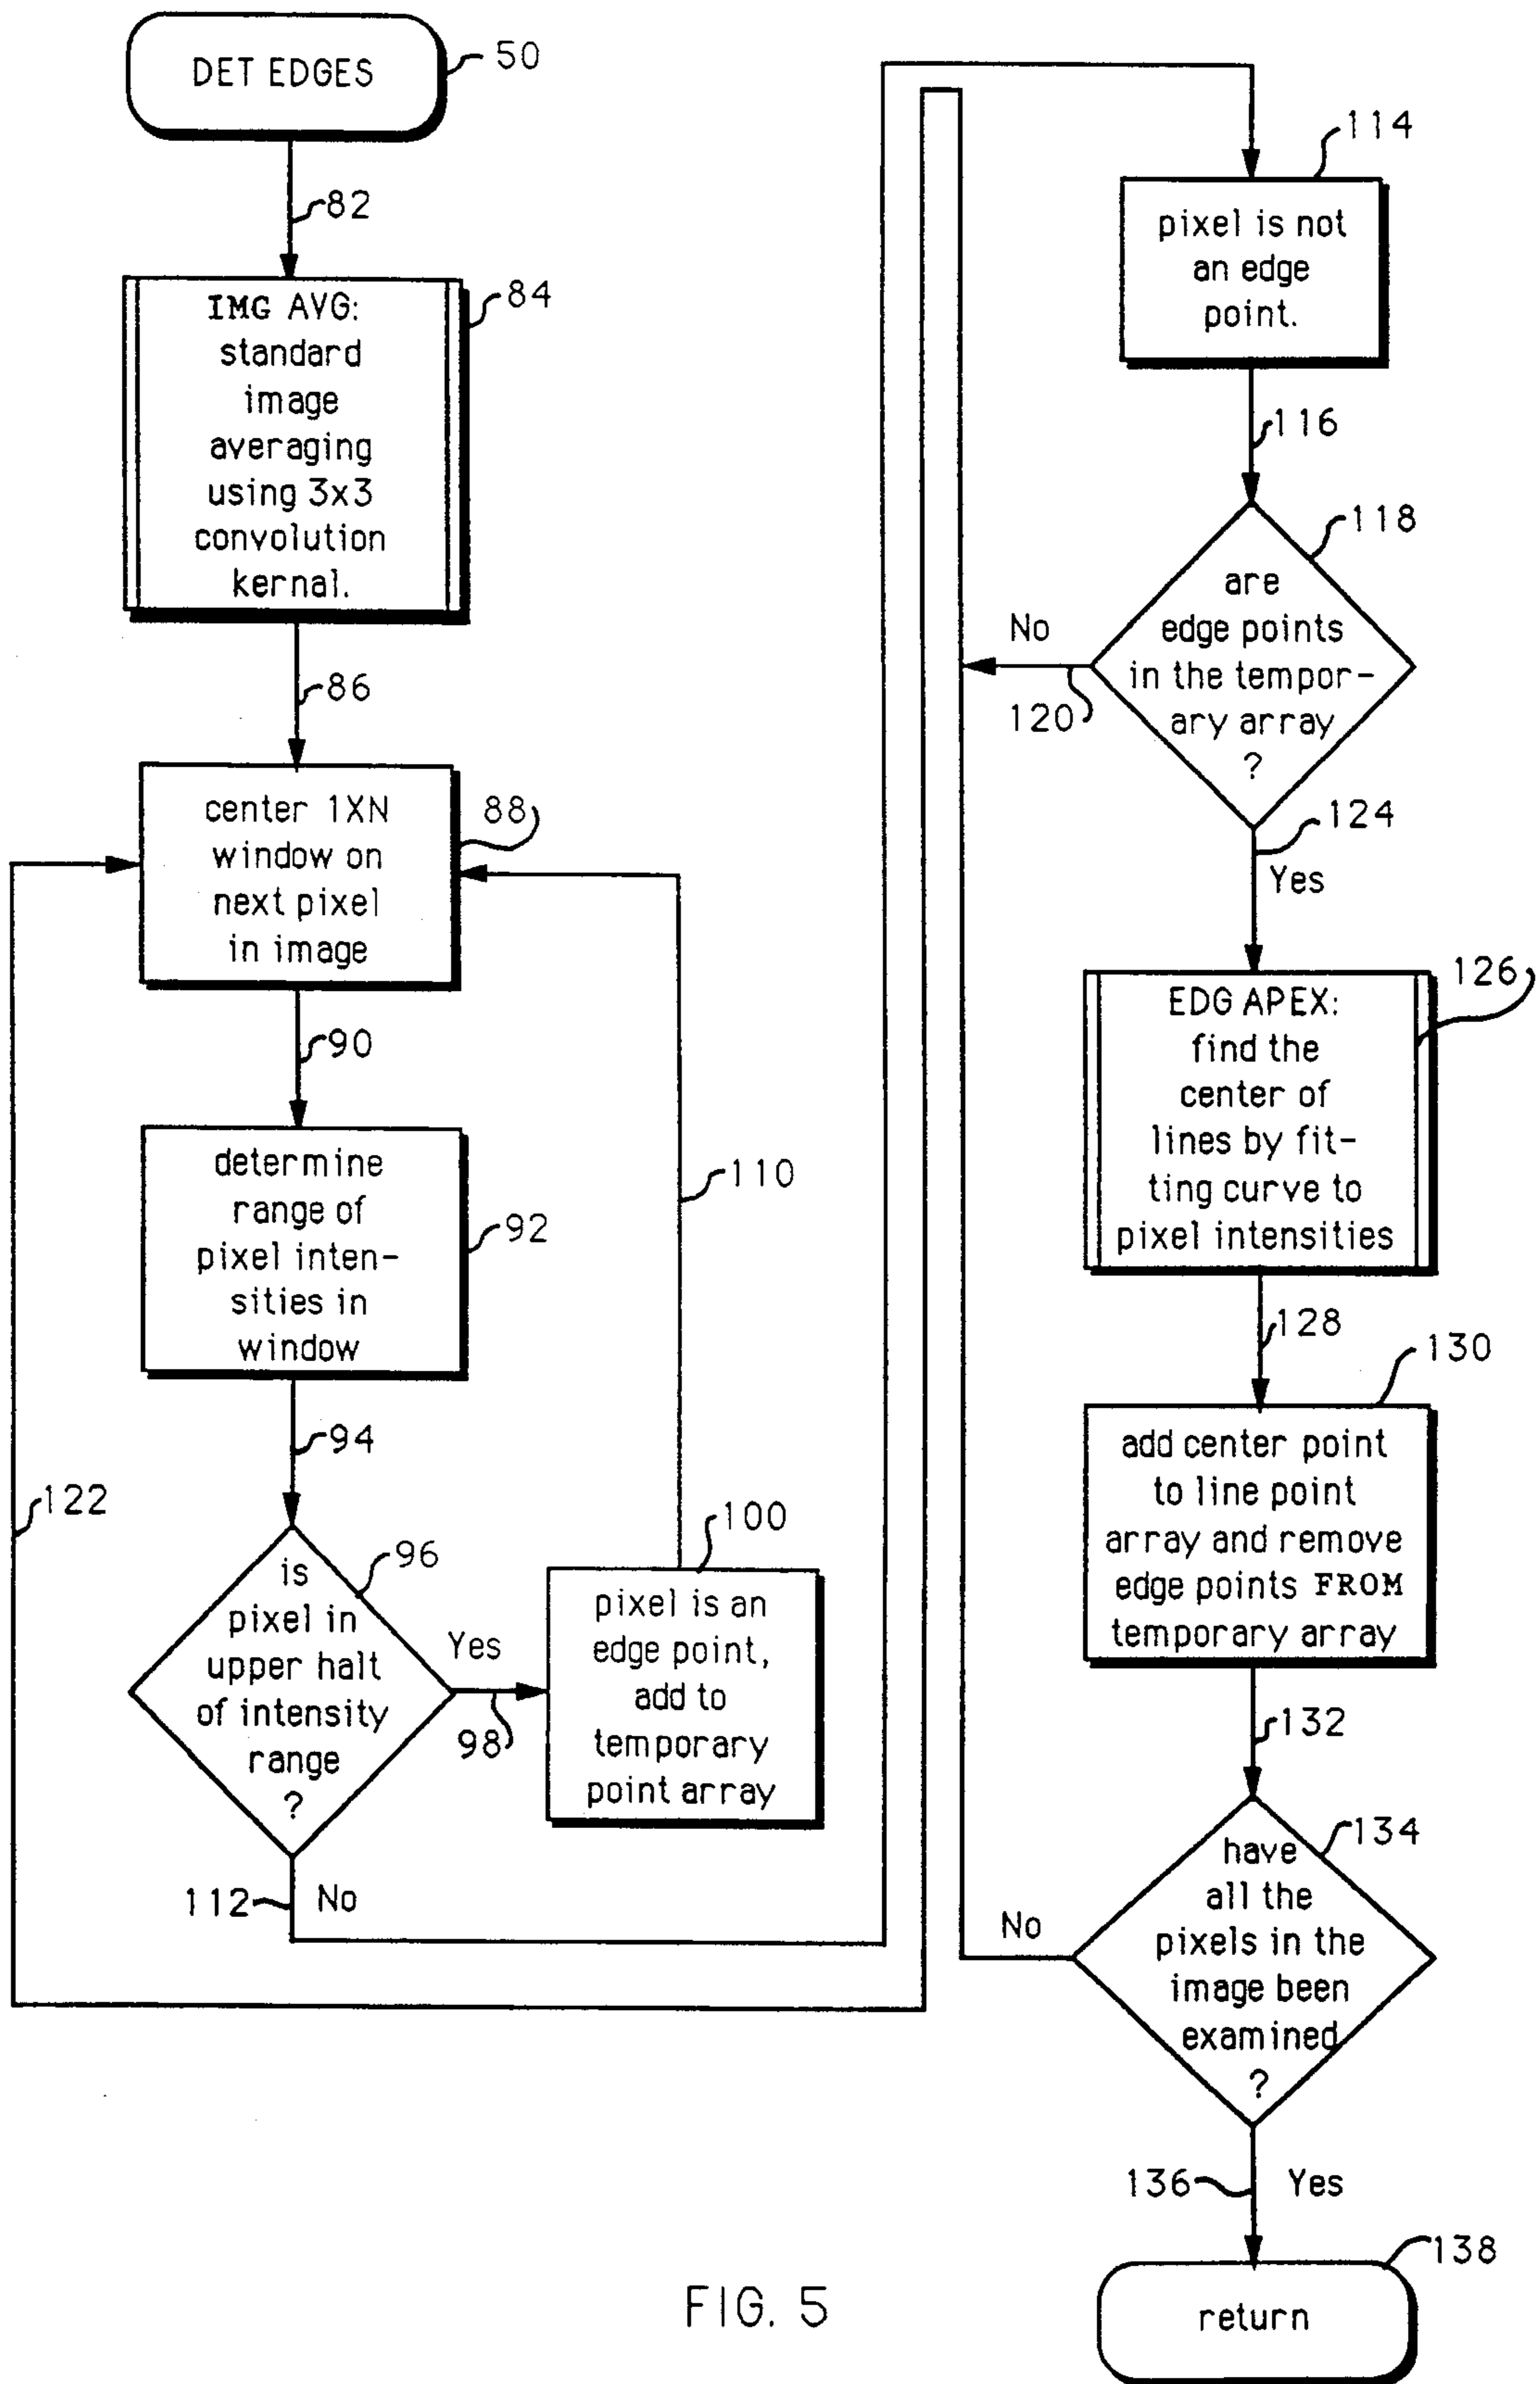 DET EDGES
50
82
IMG AVG:
standard
image
averaging
using 3x3
convolution
kernal.
84
86
center 1XN
window on
next pixel
in image
88
90
determine
range of
pixel inten-
sities in
window
92
94
is
pixel in
upper halt
of intensity
range
?
96
Yes
98
100
pixel is an
edge point,
add to
temporary
point array
110
112
No
122
114
pixel is not
an edge
point.
116
118
are
edge points
in the tempor-
ary array
?
No
120
124
Yes
126
EDG APEX:
find the
center of
lines by fit-
ting curve to
pixel intensities
128
130
add center point
to line point
array and remove
edge points FROM
temporary array
132
134
have
all the
pixels in the
image been
examined
?
No
136
Yes
138
return
FIG. 5